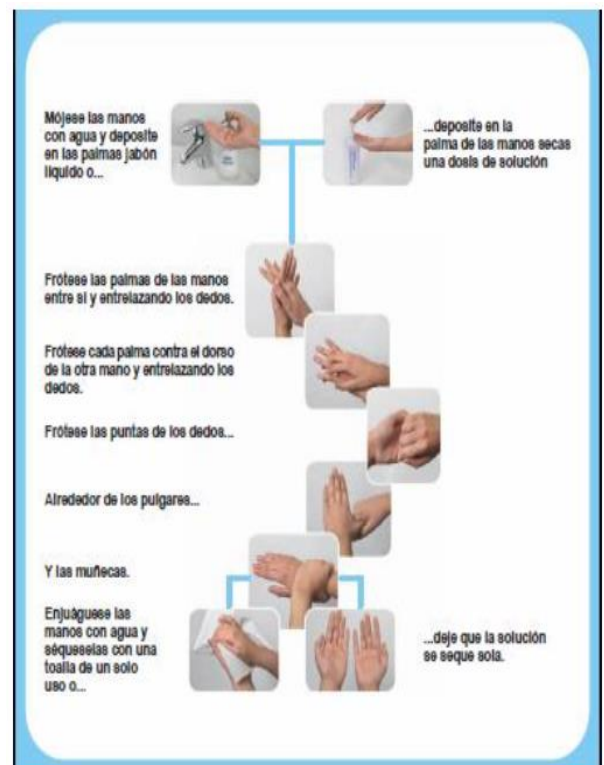 Mójese las manos
con agua y deposite
en las palmas jabón
líquido o...
...deposite en la
palma de las manos secas
una dosis de solución
Frótese las palmas de las manos
entre si y entrelazando los dedos.
Frótese cada palma contra el dorso
de la otra mano y entrelazando los
dedos.
Frótese las puntas de los dedos...
Alrededor de los pulgares...
Y las muñecas.
Enjuáguese las
manos con agua y
séqueselas con una
toalla de un solo
uso o...
...deje que la solución
se seque sola.